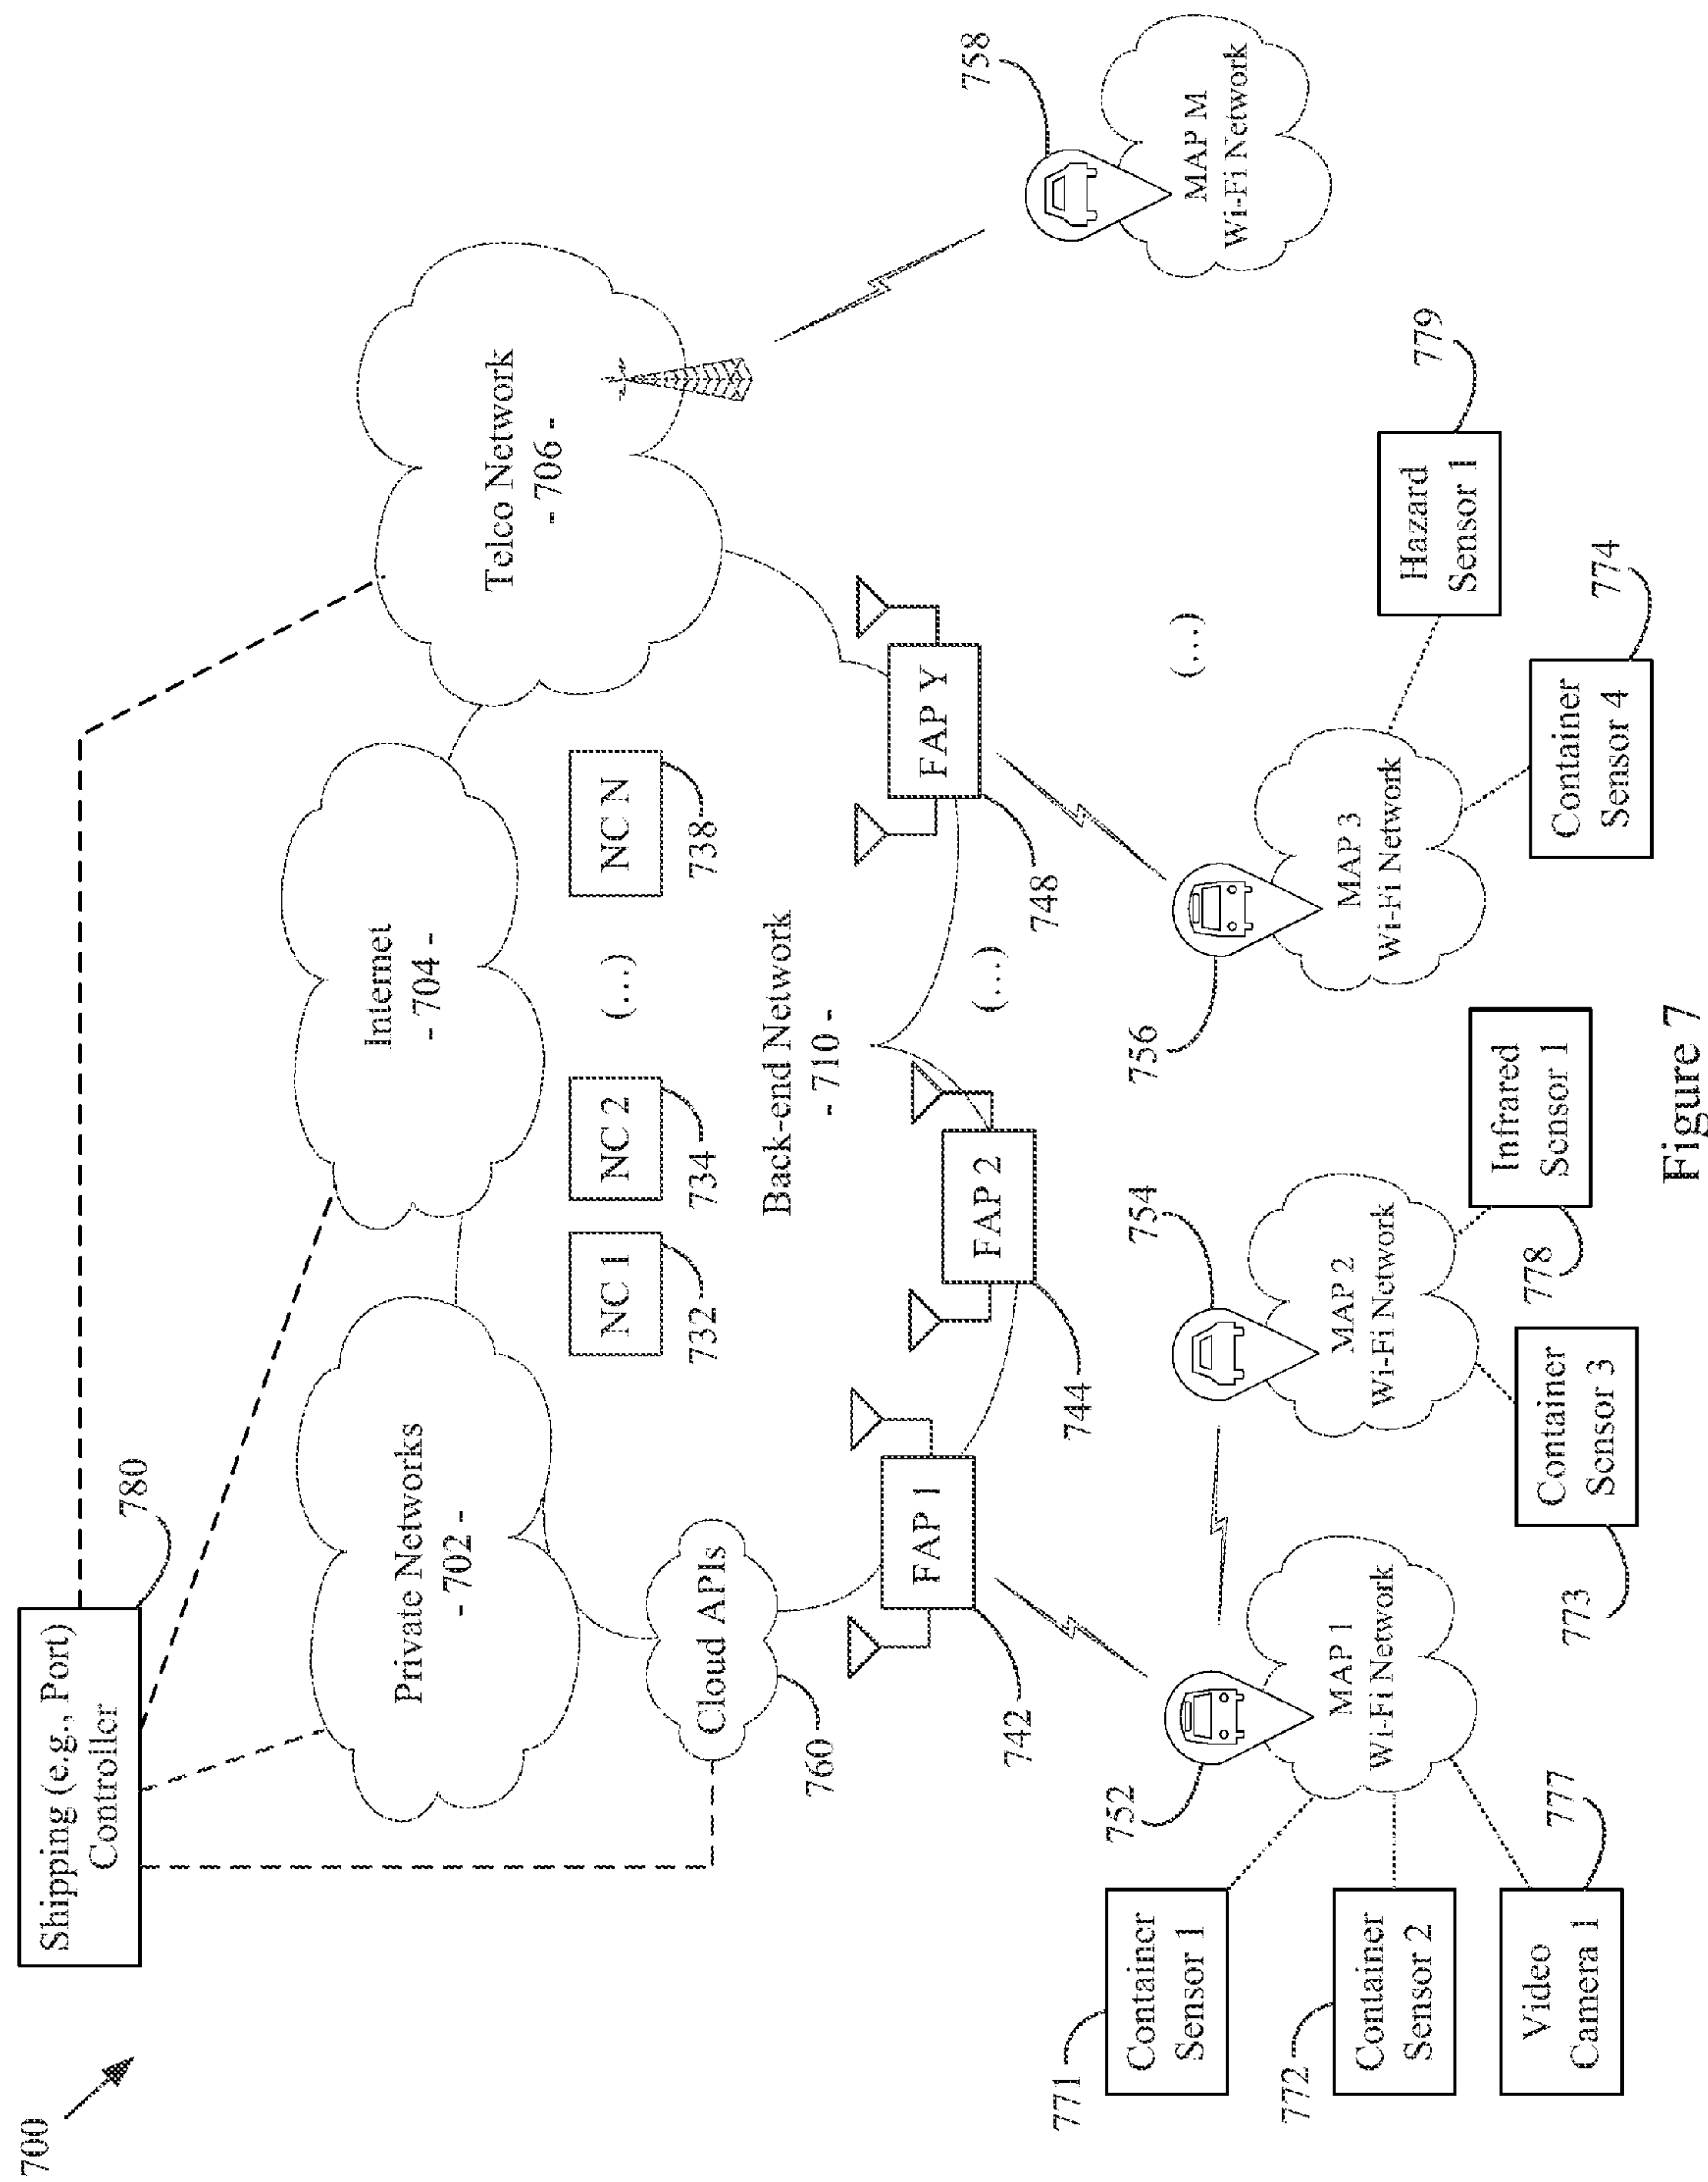 700
Shipping (e.g., Port)
Controller
780
Private Networks
- 702 -
Internet
- 704 -
Telco Network
- 706 -
Cloud APIs
760
NC 1
732
NC 2
734
(...)
NC N
738
Back-end Network
- 710 -
FAP 1
742
FAP 2
744
(...)
FAP Y
748
752
MAP 1
Wi-Fi Network
754
MAP 2
Wi-Fi Network
756
MAP 3
Wi-Fi Network
(...)
758
MAP M
Wi-Fi Network
771
Container
Sensor 1
772
Container
Sensor 2
Video
Camera 1
777
Container
Sensor 3
773
Infrared
Sensor 1
778
Container
Sensor 4
774
Hazard
Sensor 1
779
Figure 7